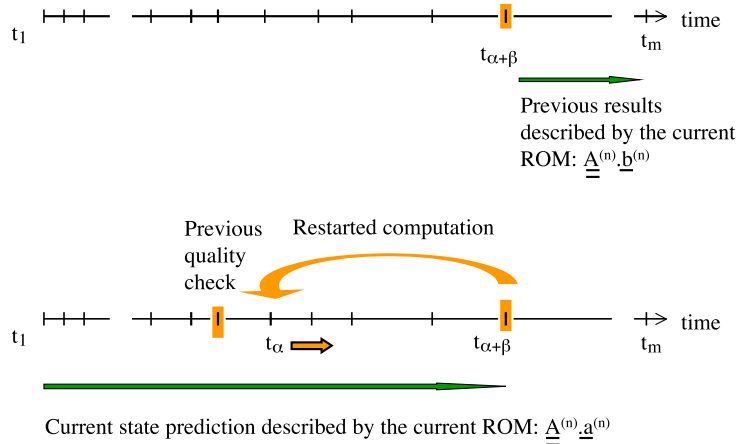 t1
time
tα+β
tm
Previous results
described by the current
ROM: A(n).b(n)
Previous
quality
check
Restarted computation
t1
tα
tα+β
tm
time
Current state prediction described by the current ROM: A(n).a(n)